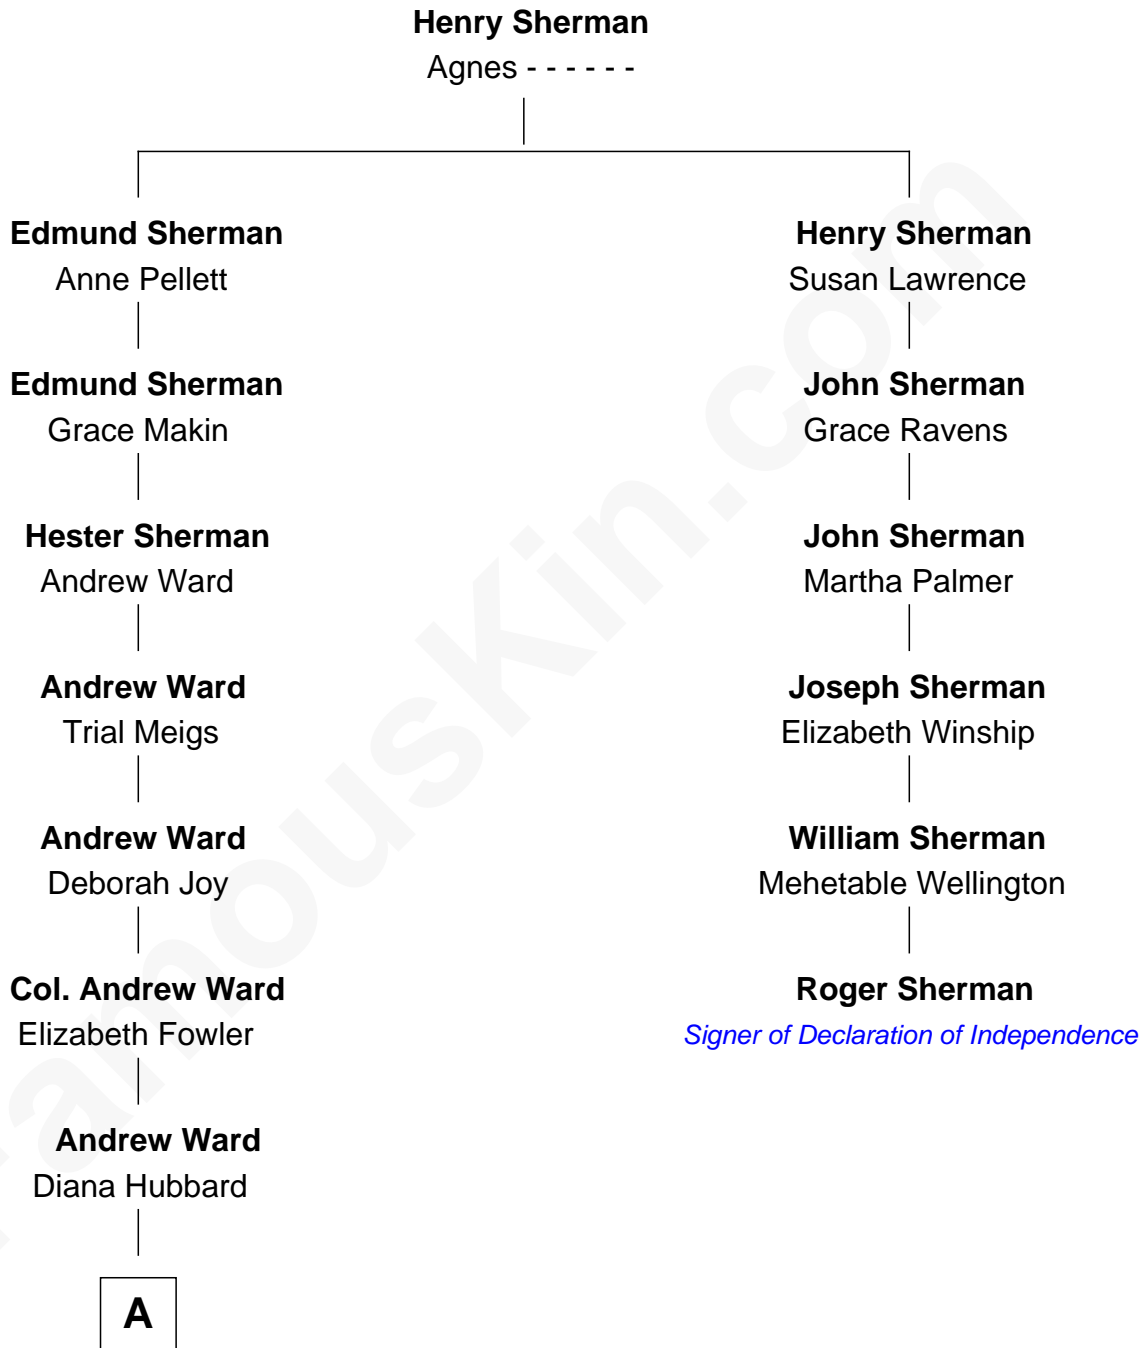 Henry Sherman
Agnes - - - - - -
Edmund Sherman
Anne Pellett
Henry Sherman
Susan Lawrence
Edmund Sherman
Grace Makin
John Sherman
Grace Ravens
Hester Sherman
Andrew Ward
John Sherman
Martha Palmer
Andrew Ward
Trial Meigs
Joseph Sherman
Elizabeth Winship
Andrew Ward
Deborah Joy
William Sherman
Mehetable Wellington
Col. Andrew Ward
Elizabeth Fowler
Roger Sherman
Signer of Declaration of Independence
Andrew Ward
Diana Hubbard
A
FamousKin.com